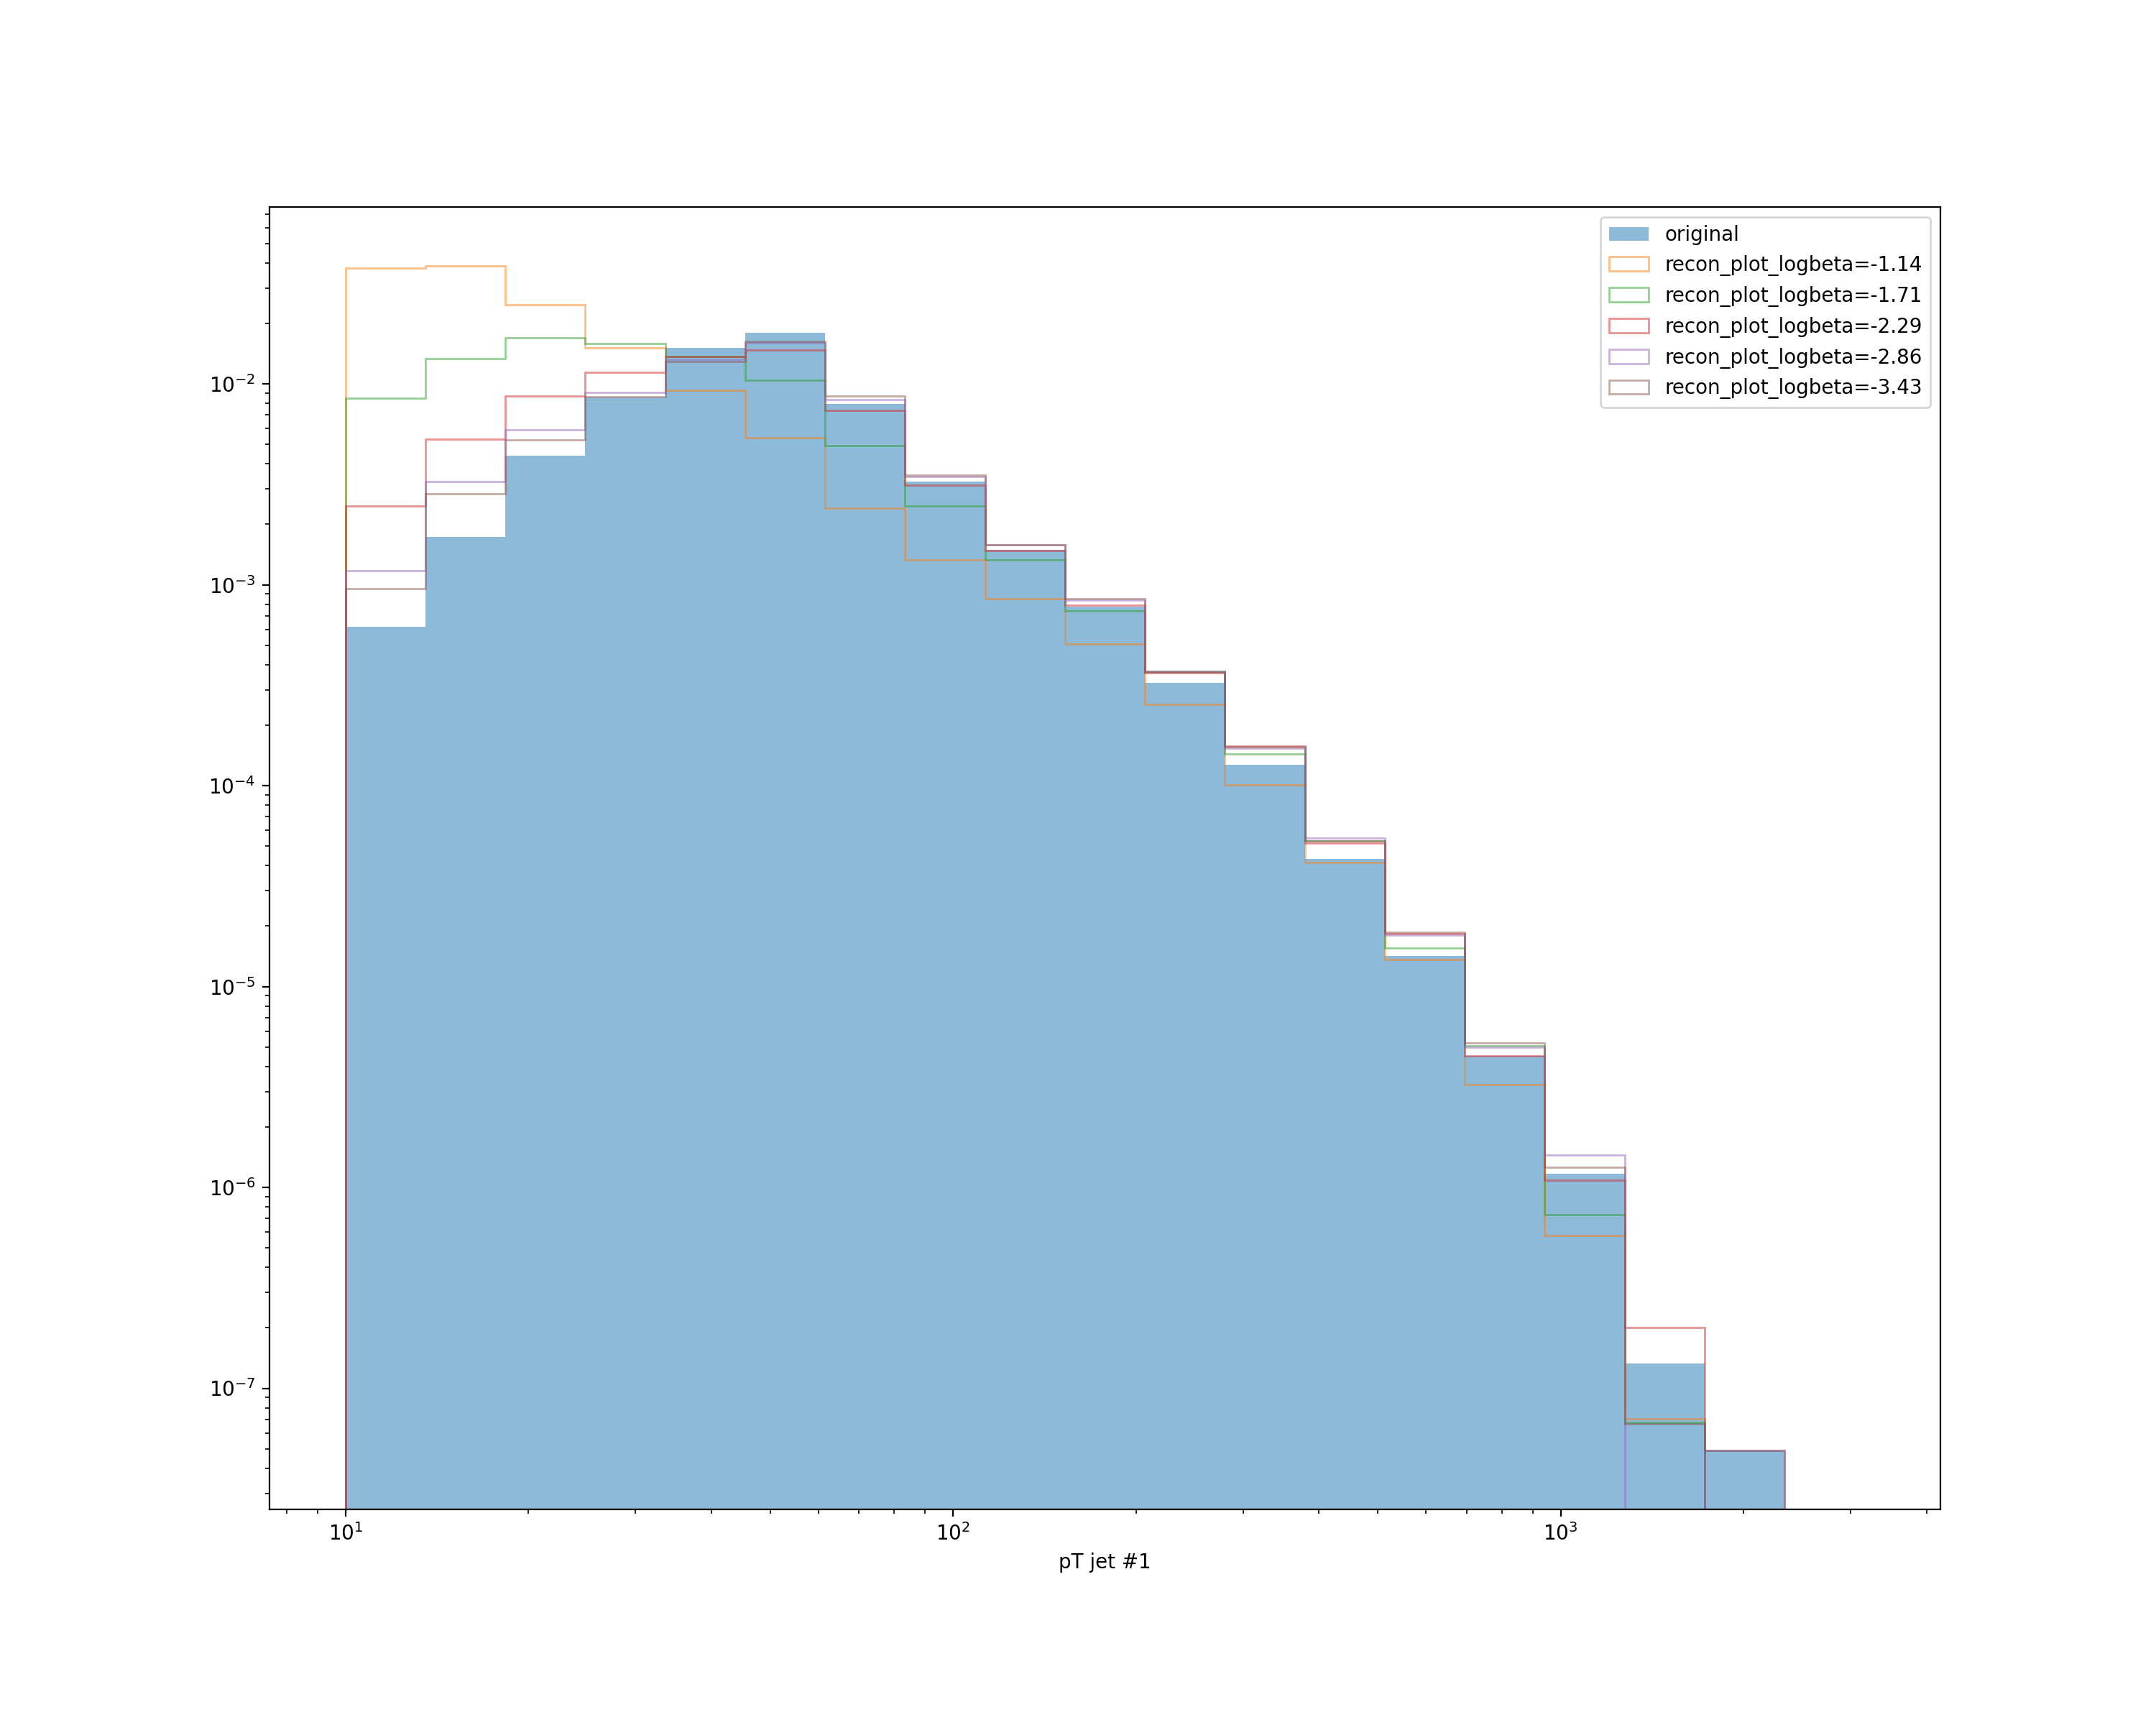 original
recon_plot_logbeta=-1.14
recon_plot_logbeta=-1.71
recon_plot_logbeta=-2.29
recon_plot_logbeta=-2.86
recon_plot_logbeta=-3.43
10⁻²
10⁻³
10⁻⁴
10⁻⁵
10⁻⁶
10⁻⁷
10¹ 10² 10³
pT jet #1